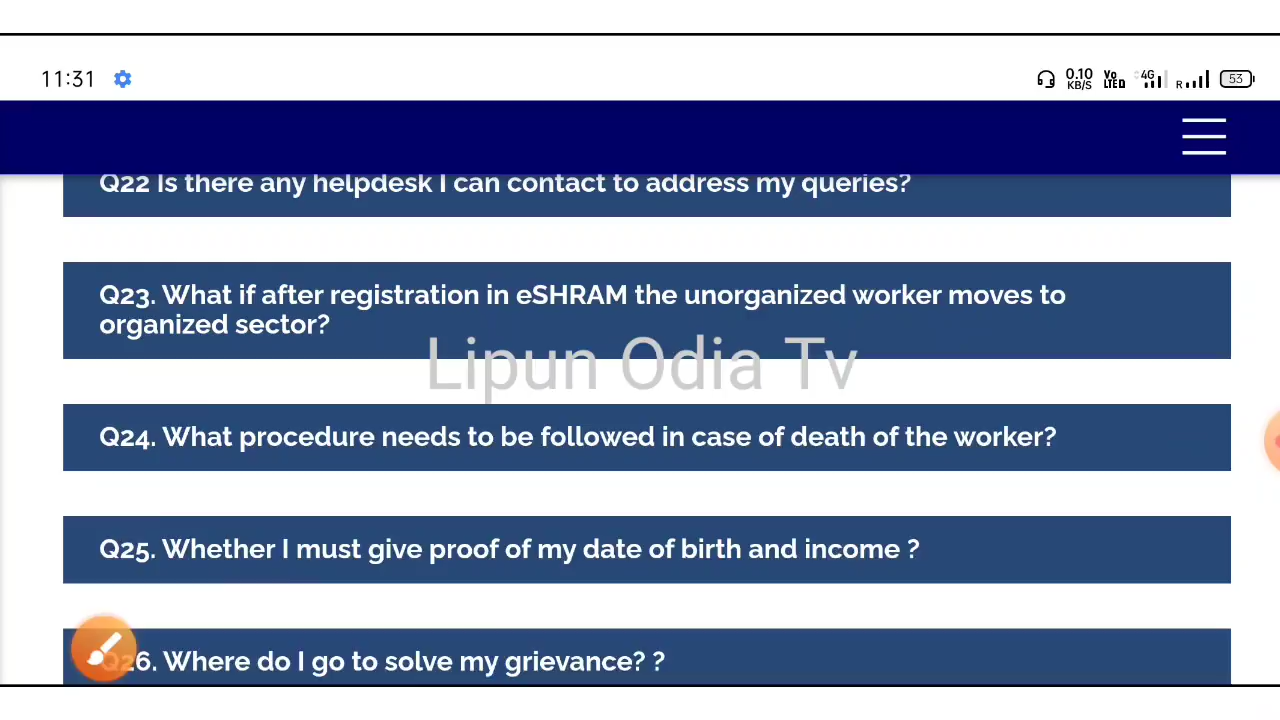 11:31
0.10
KB/S
Vo
LTE
4G
R
53
Q22 Is there any helpdesk I can contact to address my queries?
Q23. What if after registration in eSHRAM the unorganized worker moves to
organized sector?
Lipun Odia Tv
Q24. What procedure needs to be followed in case of death of the worker?
Q25. Whether I must give proof of my date of birth and income ?
Q26. Where do I go to solve my grievance? ?